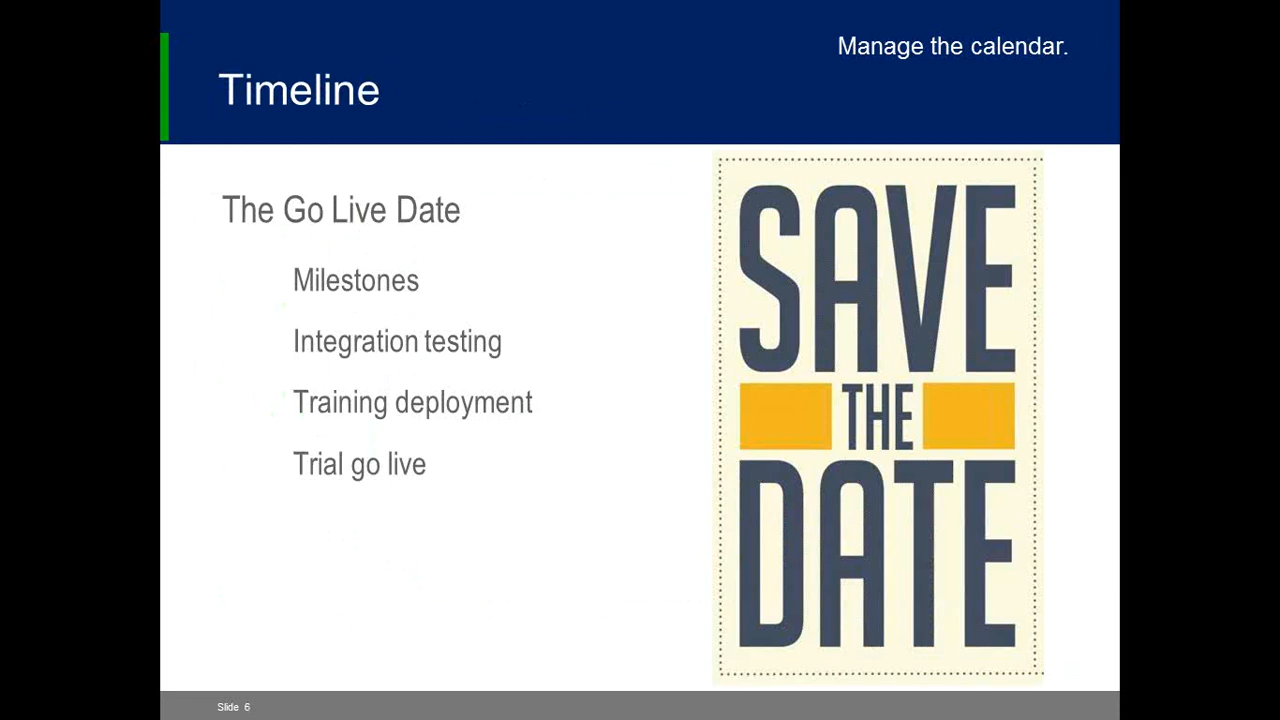 Manage the calendar.
Timeline
The Go Live Date
Milestones
Integration testing
Training deployment
Trial go live
SAVE
THE
DATE
Slide 6